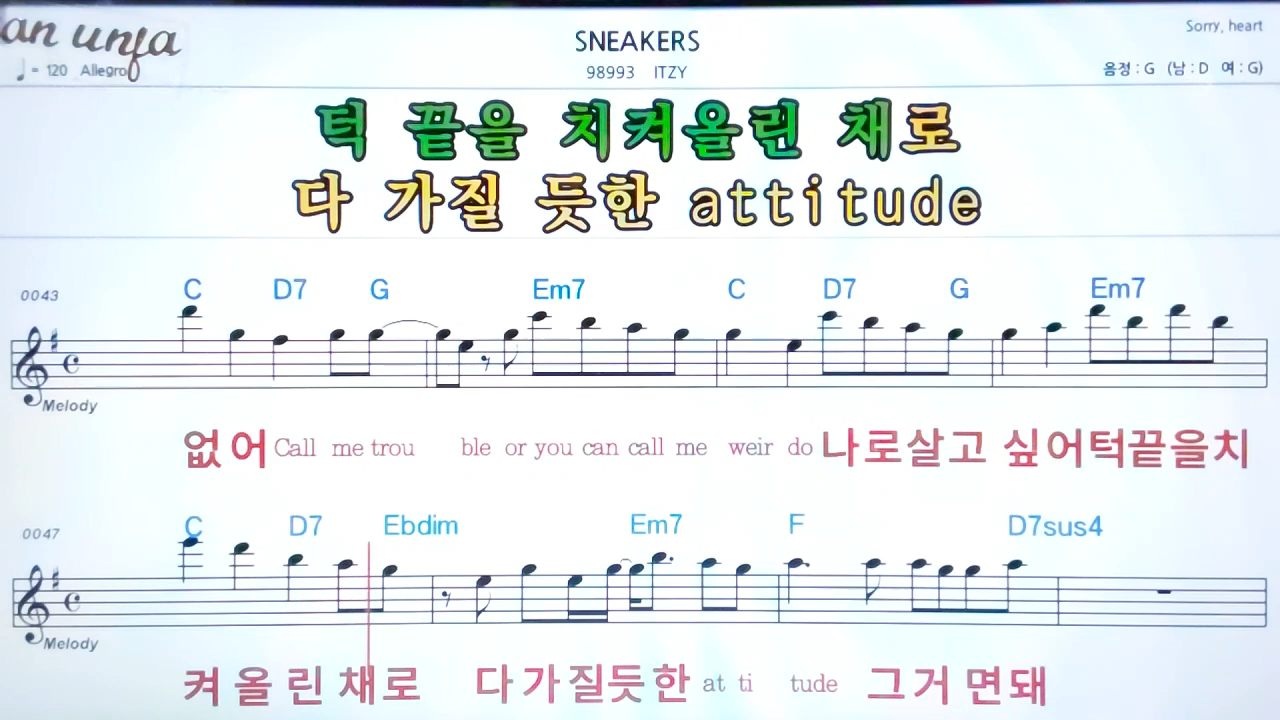 an unfa
SNEAKERS
Sorry, heart
♩= 120 Allegro
98993 ITZY
음정 : G (남 : D 여 : G)
턱 끝을 치켜올린 채로
다 가질 듯한 attitude
0043
C D7 G Em7 C D7 G Em7
Melody
없어 Call me trou ble or you can call me weir do 나로살고 싶어턱끝을치
0047
C D7 Ebdim Em7 F D7sus4
Melody
켜올린채로 다가질듯한 at ti tude 그거면돼